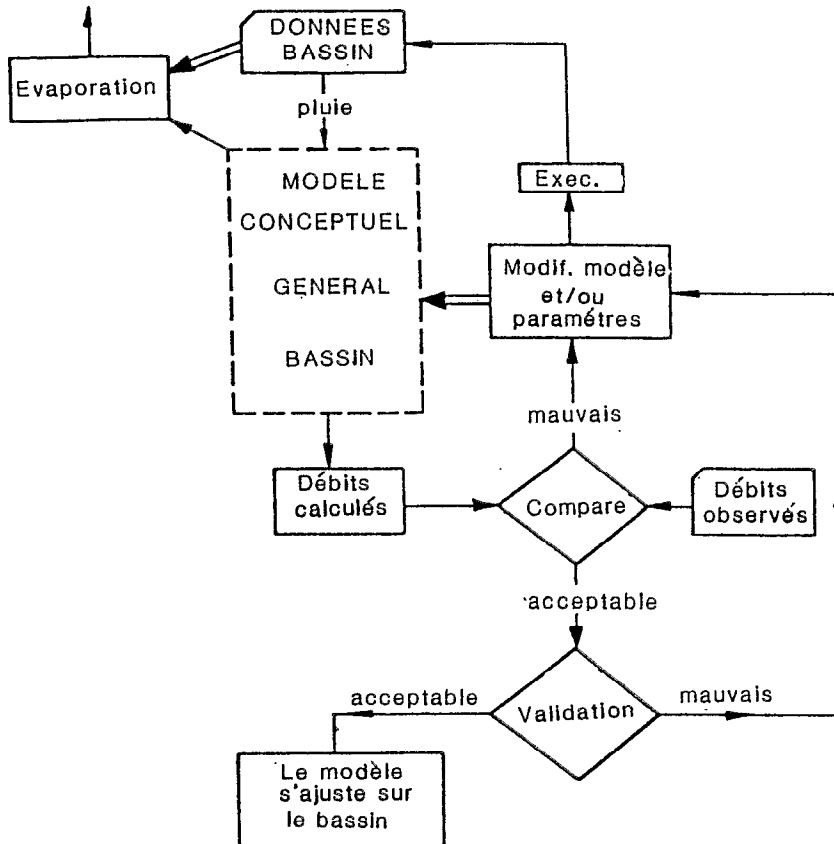 DONNEES
BASSIN
Evaporation
pluie
MODELE
CONCEPTUEL
GENERAL
BASSIN
Exec.
Modif. modèle
et/ou
paramétres
mauvais
Débits
calculés
Compare
Débits
observés
acceptable
acceptable
Validation
mauvais
Le modèle
s'ajuste sur
le bassin